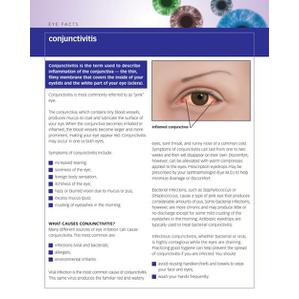 EYE FACTS
conjunctivitis
Conjunctivitis is the term used to describe
inflammation of the conjunctiva — the thin,
filmy membrane that covers the inside of your
eyelids and the white part of your eye (sclera).
Conjunctivitis is most commonly referred to as "pink"
eye.
The conjunctiva, which contains tiny blood vessels,
produces mucus to coat and lubricate the surface of
your eye. When the conjunctiva becomes irritated or
inflamed, the blood vessels become larger and more
prominent, making your eye appear red. Conjunctivitis
may occur in one or both eyes.
Symptoms of conjunctivitis include:
increased tearing;
soreness of the eye;
foreign body sensation;
itchiness of the eye;
hazy or blurred vision due to mucus or pus;
excess mucus (pus);
crusting of eyelashes in the morning.
WHAT CAUSES CONJUNCTIVITIS?
Many different sources of eye irritation can cause
conjunctivitis. The most common are:
infections (viral and bacterial);
allergies;
environmental irritants.
Viral infection is the most common cause of conjunctivitis.
This same virus produces the familiar red and watery
inflamed conjunctiva
eyes, sore throat, and runny nose of a common cold.
Symptoms of conjunctivitis can last from one to two
weeks and then will disappear on their own. Discomfort,
however, can be alleviated with warm compresses
applied to the eyes. Prescription eyedrops may be
prescribed by your ophthalmologist (Eye M.D.) to help
minimize drainage or discomfort.
Bacterial infections, such as Staphylococcus or
Streptococcus, cause a type of pink eye that produces
considerable amounts of pus. Some bacterial infections,
however, are more chronic and may produce little or
no discharge except for some mild crusting of the
eyelashes in the morning. Antibiotic eyedrops are
typically used to treat bacterial conjunctivitis.
Infectious conjunctivitis, whether bacterial or viral,
is highly contagious while the eyes are draining.
Practicing good hygiene can help prevent the spread
of conjunctivitis if you are infected. You should:
avoid reusing handkerchiefs and towels to wipe
your face and eyes;
wash your hands frequently;